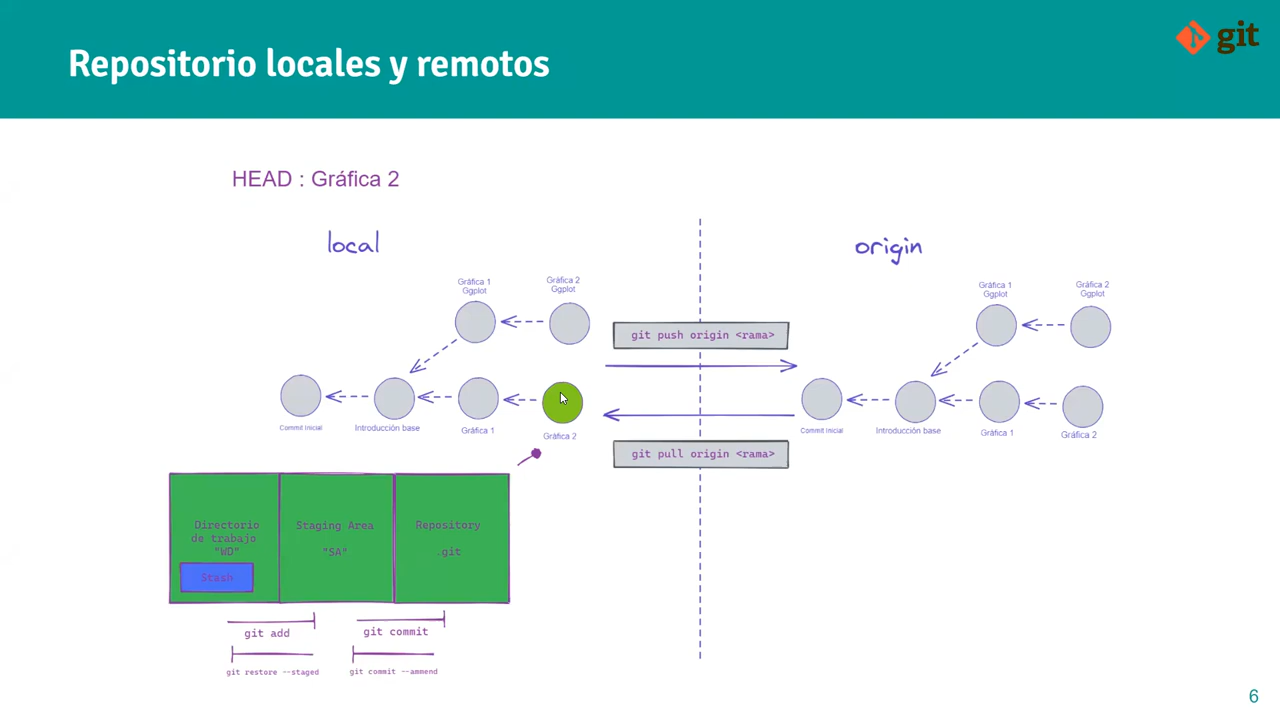 Repositorio locales y remotos
git
HEAD : Gráfica 2
local
origin
Gráfica 1
Ggplot
Gráfica 2
Ggplot
Gráfica 1
Ggplot
Gráfica 2
Ggplot
git push origin <rama>
Commit Inicial
Introducción base
Gráfica 1
Gráfica 2
Commit Inicial
Introducción base
Gráfica 1
Gráfica 2
git pull origin <rama>
Directorio
de trabajo
"WD"
Stash
Staging Area
"SA"
Repository
.git
git add
git commit
git restore --staged
git commit --ammend
6